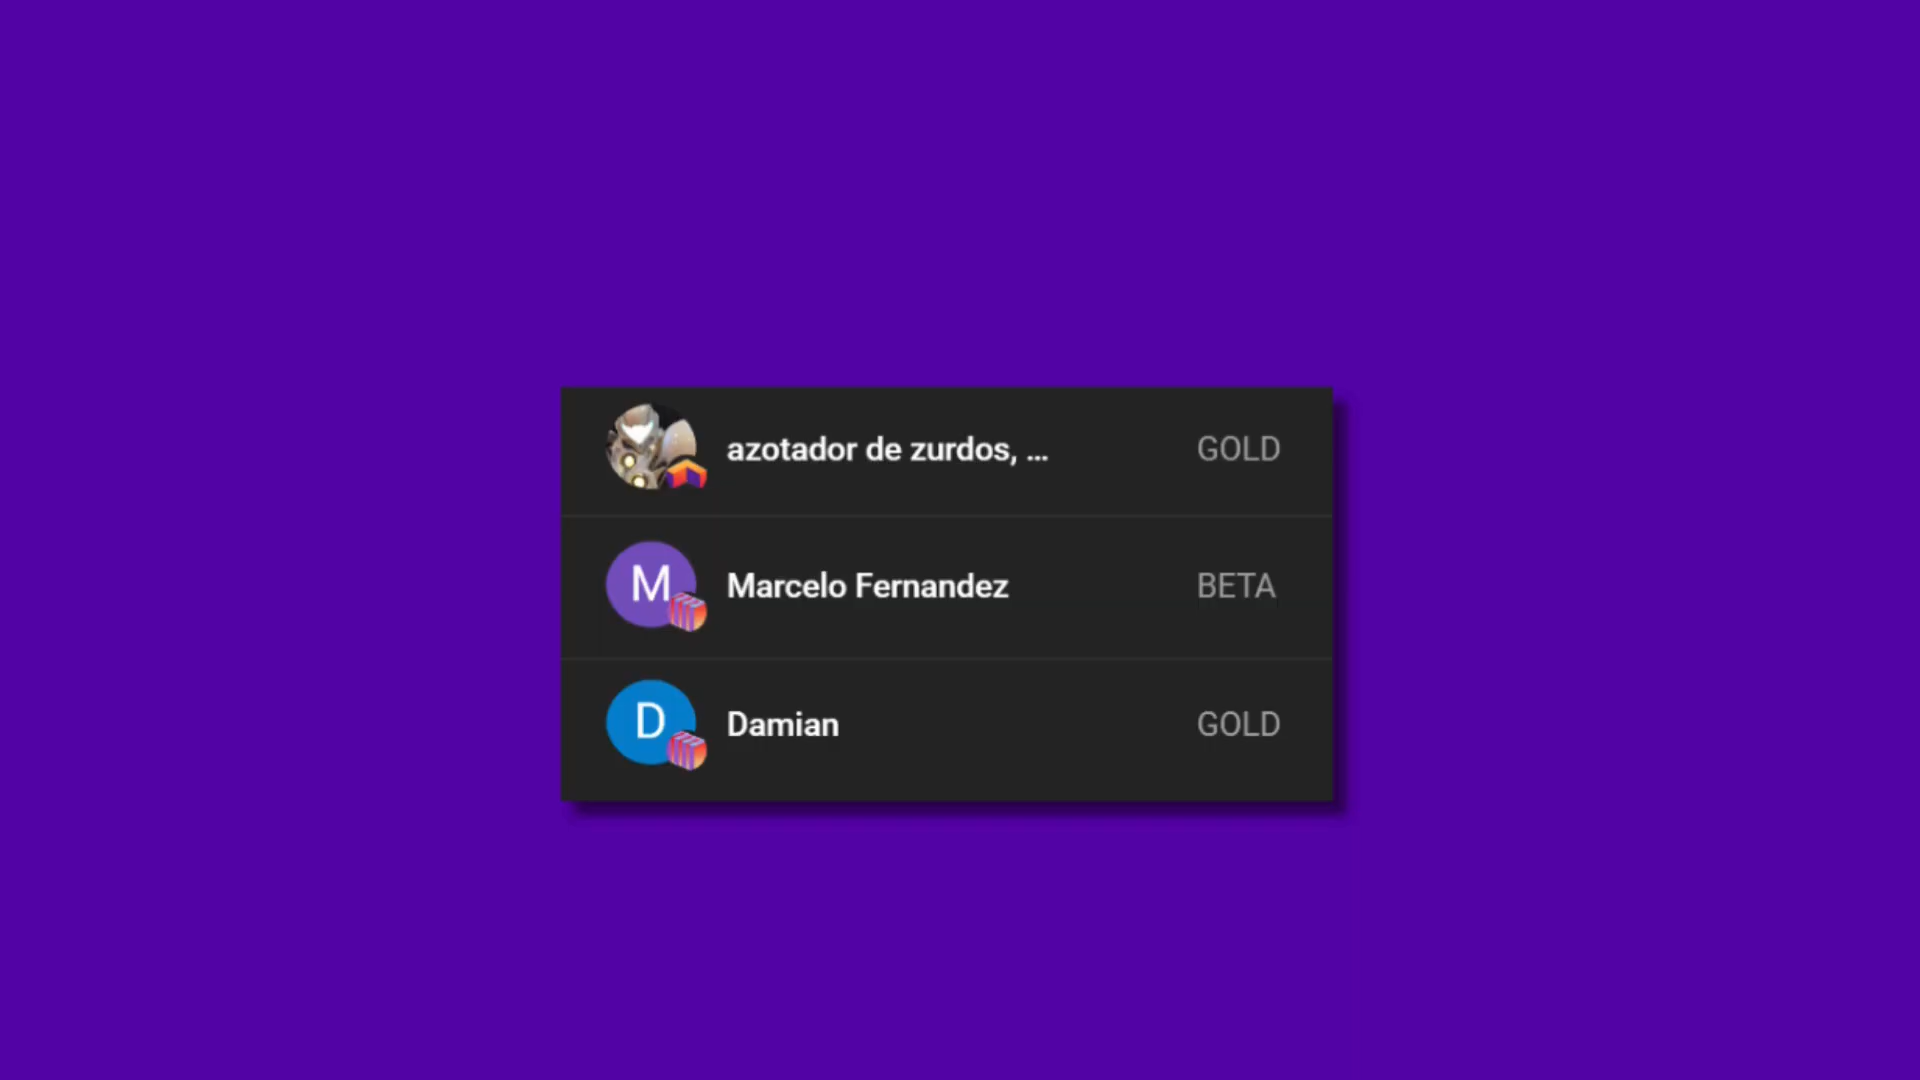 azotador de zurdos, ... GOLD
M Marcelo Fernandez BETA
D Damian GOLD